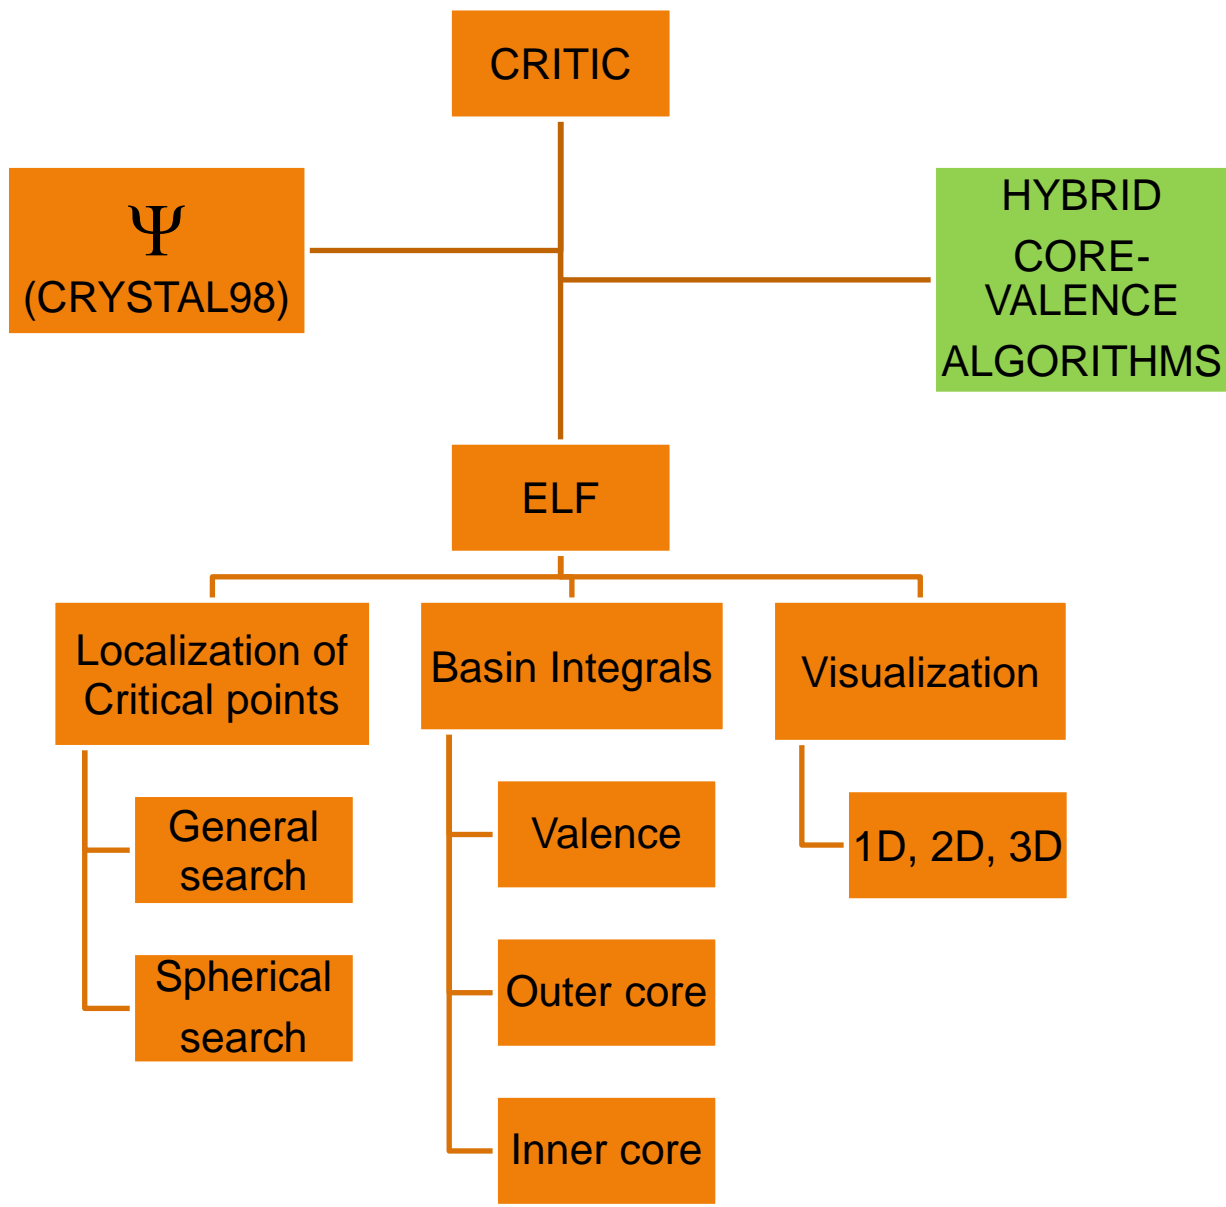 CRITIC
Ψ
(CRYSTAL98)
HYBRID
CORE-
VALENCE
ALGORITHMS
ELF
Localization of
Critical points
Basin Integrals
Visualization
General
search
Spherical
search
Valence
Outer core
Inner core
1D, 2D, 3D